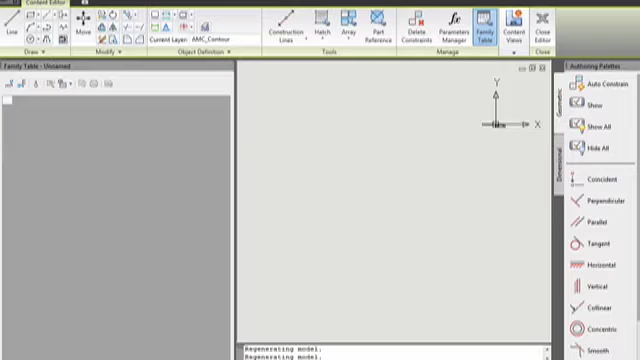 Content Editor
Line
Move
Current Layer: AMC_Contour
Construction
Lines
Hatch
Array
Part
Reference
Delete
Constraints
Parameters
Manager
Family
Table
Content
Views
Close
Editor
Draw
Modify
Object Definition
Tools
Manage
Close
Family Table - Unnamed
Authoring Palettes
Geometric
Dimensional
Y
X
Auto Constrain
Show
Show All
Hide All
Coincident
Perpendicular
Parallel
Tangent
Horizontal
Vertical
Collinear
Concentric
Smooth
Regenerating model.
Regenerating model.